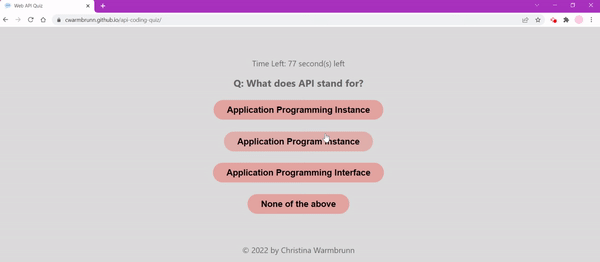 Web API Quiz
cwarmbrunn.github.io/api-coding-quiz/
Time Left: 77 second(s) left
Q: What does API stand for?
Application Programming Instance
Application Program Instance
Application Programming Interface
None of the above
© 2022 by Christina Warmbrunn